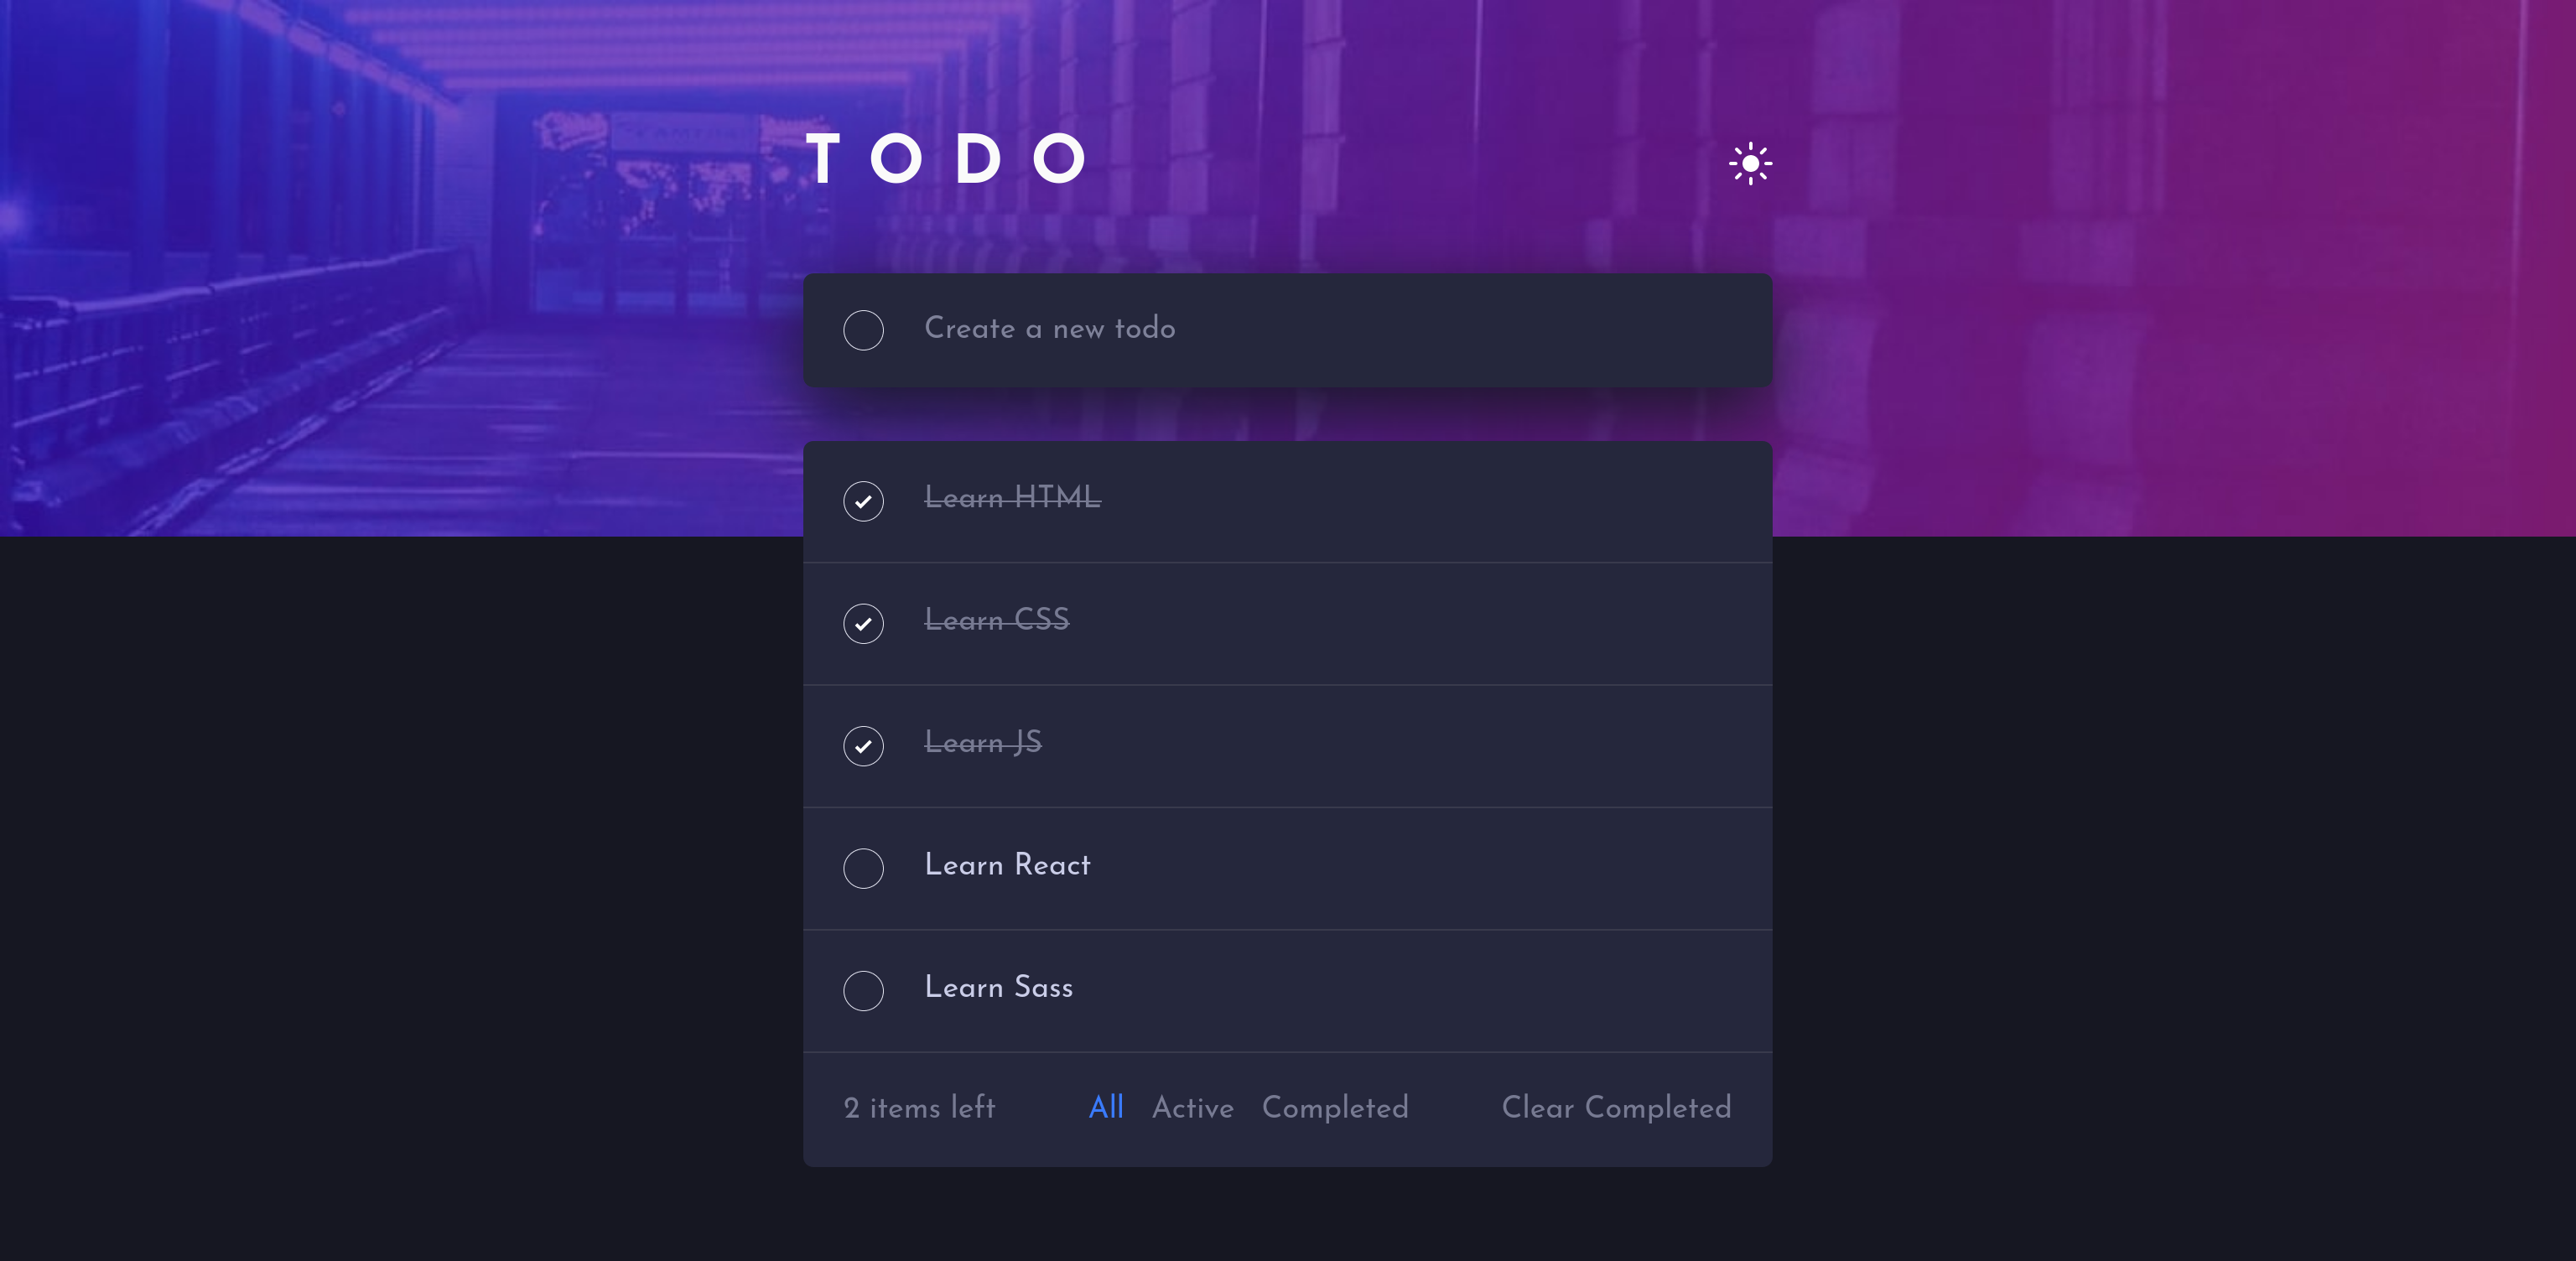 TODO
Create a new todo
Learn HTML
Learn CSS
Learn JS
Learn React
Learn Sass
2 items left All Active Completed Clear Completed